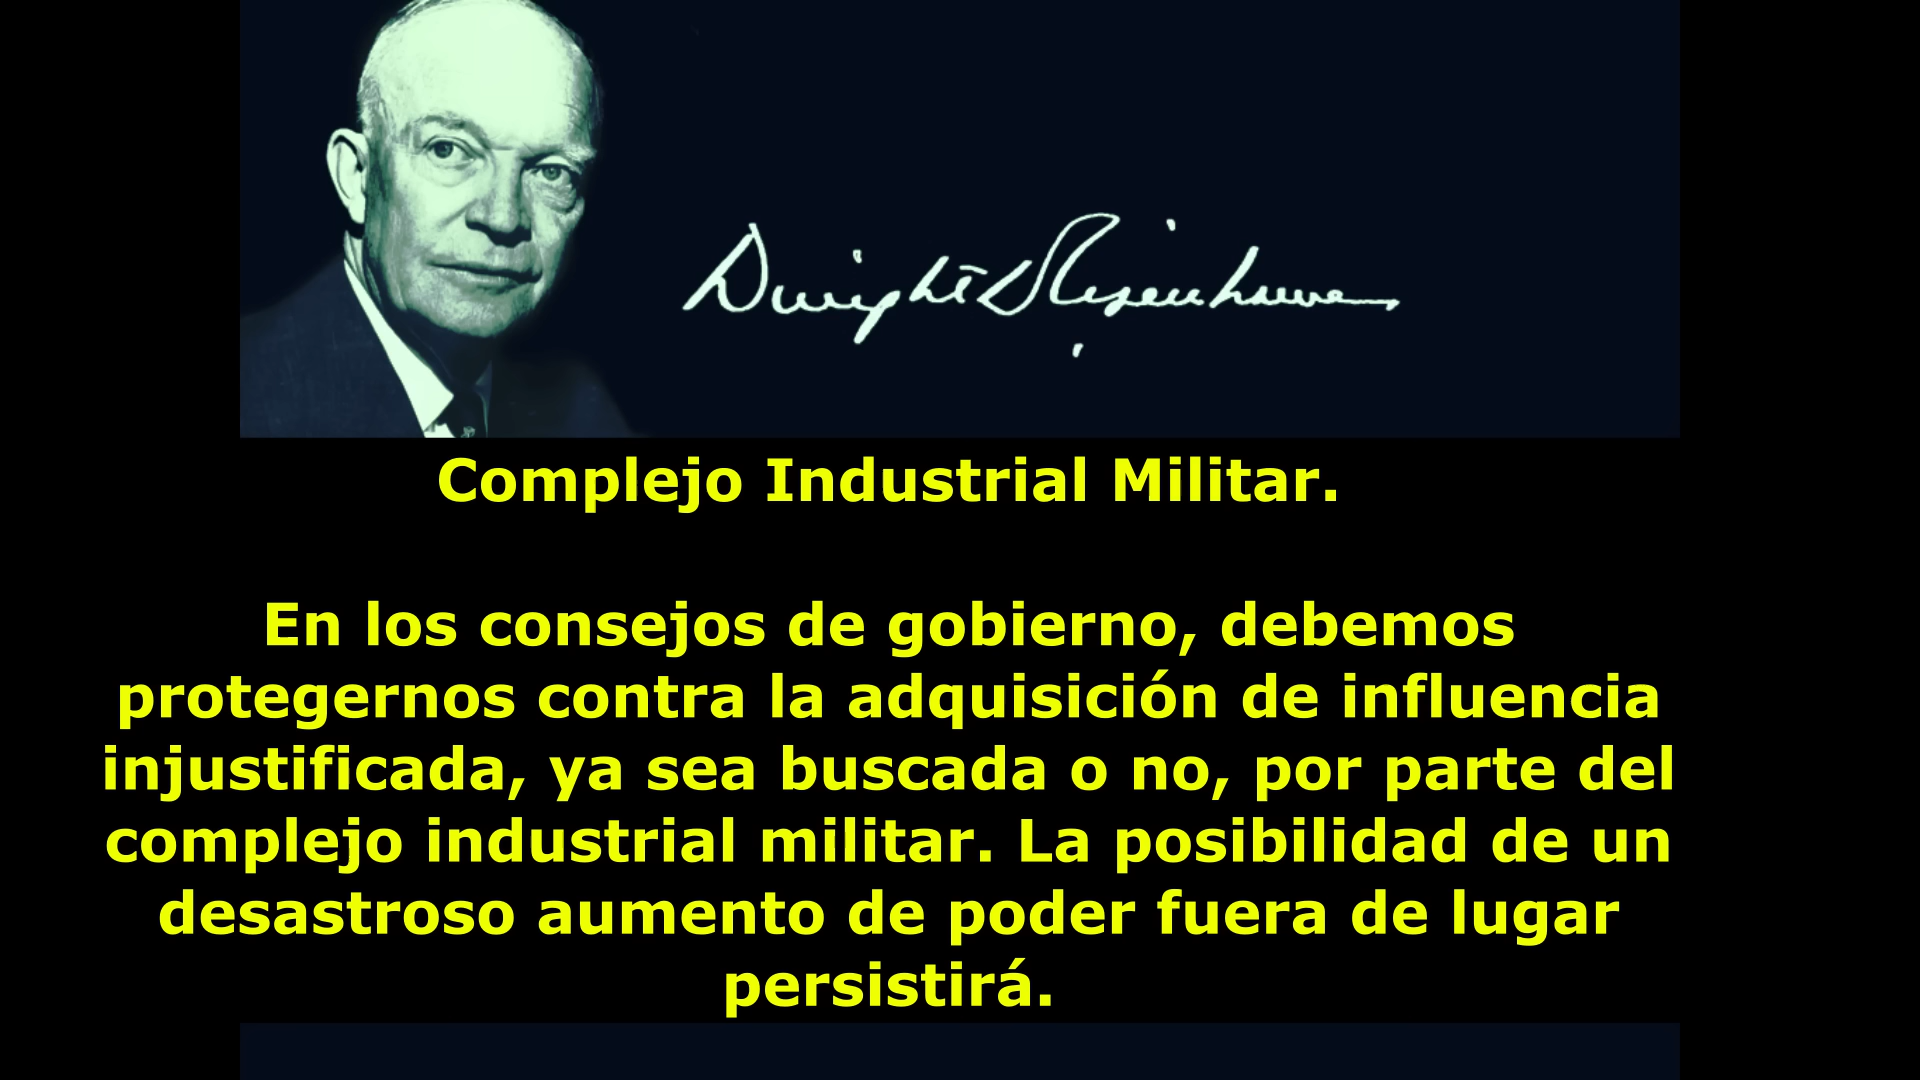 Dwight D Eisenhower
Complejo Industrial Militar.
En los consejos de gobierno, debemos
protegernos contra la adquisición de influencia
injustificada, ya sea buscada o no, por parte del
complejo industrial militar. La posibilidad de un
desastroso aumento de poder fuera de lugar
persistirá.